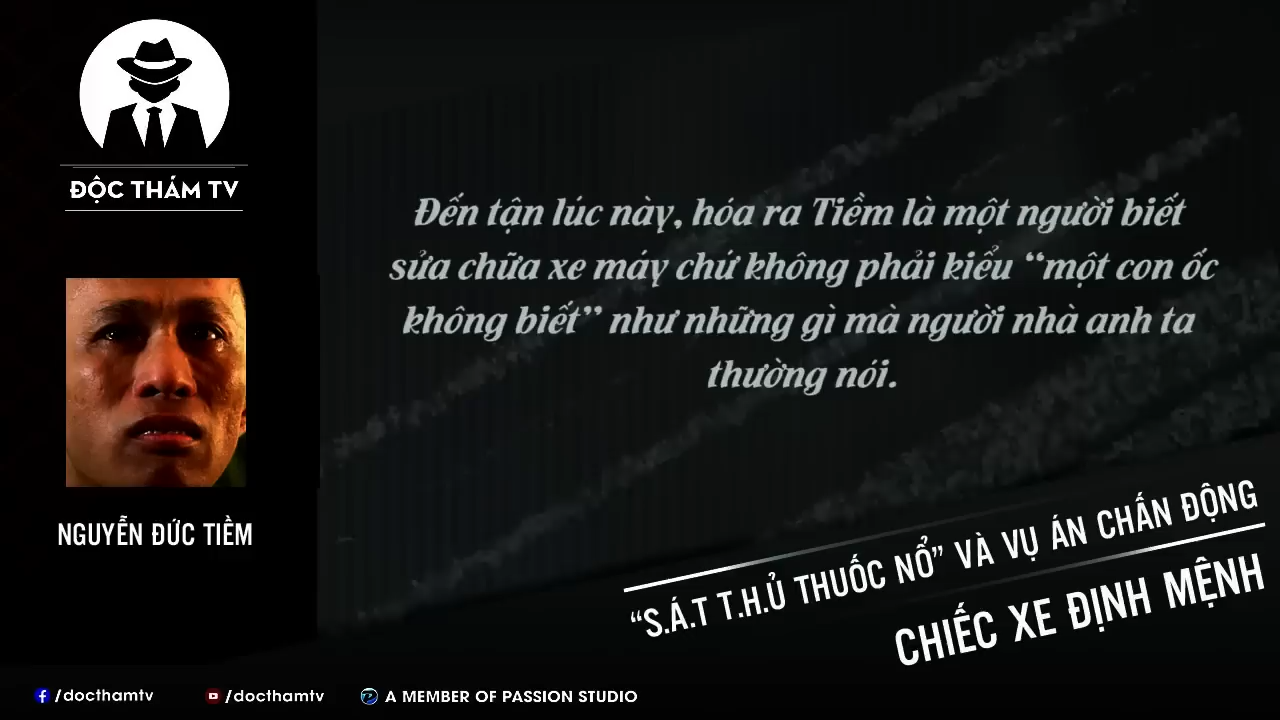 ĐỘC THÁM TV
NGUYỄN ĐỨC TIỀM
Đến tận lúc này, hóa ra Tiềm là một người biết
sửa chữa xe máy chứ không phải kiểu “một con ốc
không biết” như những gì mà người nhà anh ta
thường nói.
“S.Á.T T.H.Ủ THUỐC NỔ” VÀ VỤ ÁN CHẤN ĐỘNG
CHIẾC XE ĐỊNH MỆNH
/docthamtv
/docthamtv
A MEMBER OF PASSION STUDIO